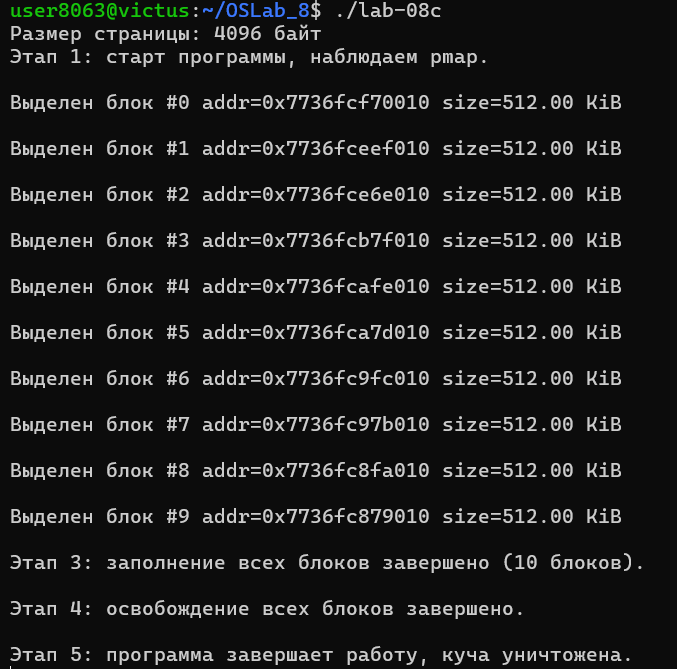 user8063@victus:~/OSLab_8$ ./lab-08c
Размер страницы: 4096 байт
Этап 1: старт программы, наблюдаем pmap.
Выделен блок #0 addr=0x7736fcf70010 size=512.00 KiB
Выделен блок #1 addr=0x7736fceef010 size=512.00 KiB
Выделен блок #2 addr=0x7736fce6e010 size=512.00 KiB
Выделен блок #3 addr=0x7736fcb7f010 size=512.00 KiB
Выделен блок #4 addr=0x7736fcafe010 size=512.00 KiB
Выделен блок #5 addr=0x7736fca7d010 size=512.00 KiB
Выделен блок #6 addr=0x7736fc9fc010 size=512.00 KiB
Выделен блок #7 addr=0x7736fc97b010 size=512.00 KiB
Выделен блок #8 addr=0x7736fc8fa010 size=512.00 KiB
Выделен блок #9 addr=0x7736fc879010 size=512.00 KiB
Этап 3: заполнение всех блоков завершено (10 блоков).
Этап 4: освобождение всех блоков завершено.
Этап 5: программа завершает работу, куча уничтожена.